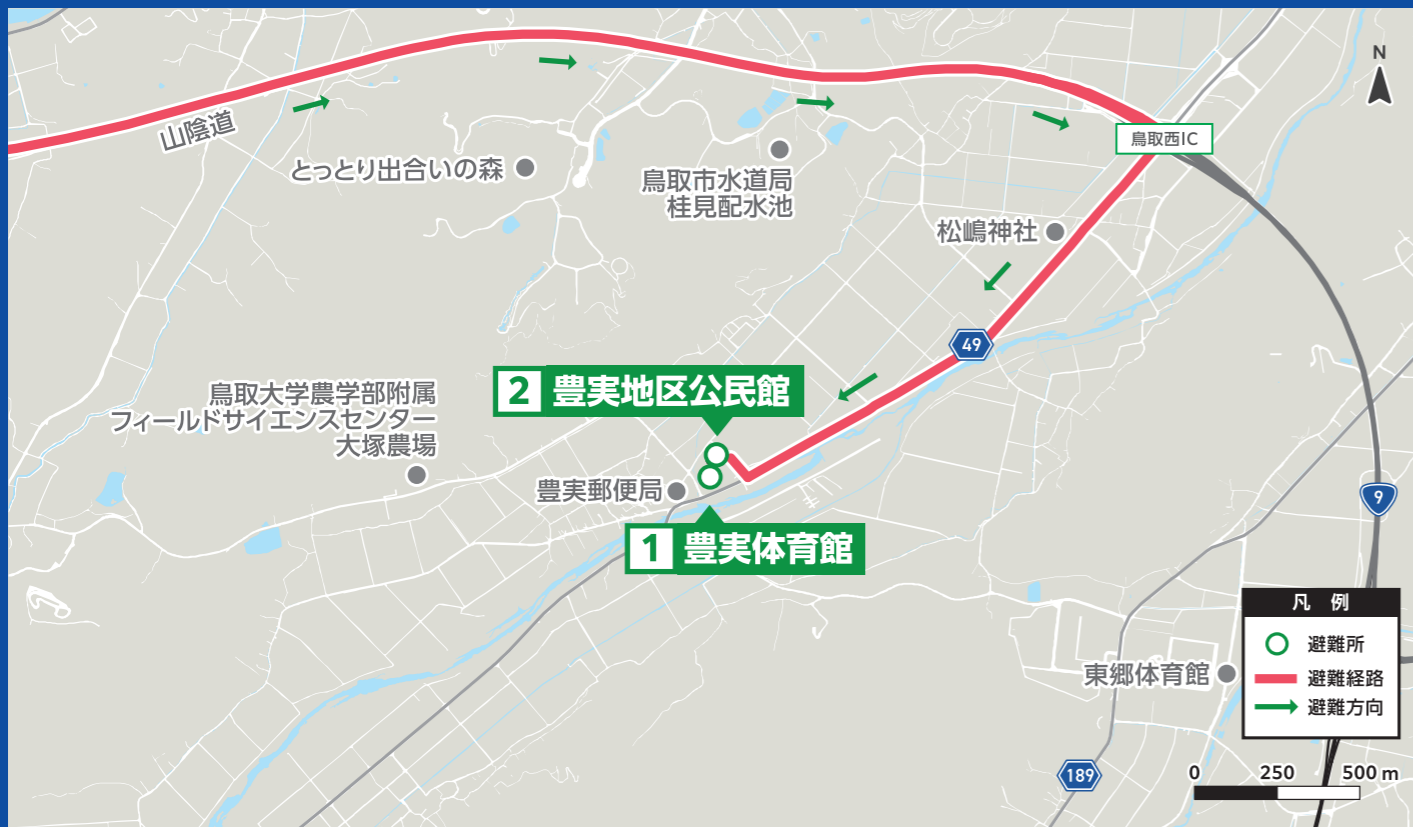 N
鳥取西IC
山陰道
とっとり出合いの森
鳥取市水道局
桂見配水池
松嶋神社
49
2 豊実地区公民館
鳥取大学農学部附属
フィールドサイエンスセンター
大塚農場
豊実郵便局
1 豊実体育館
9
凡 例
避難所
避難経路
避難方向
東郷体育館
189
0 250 500 m